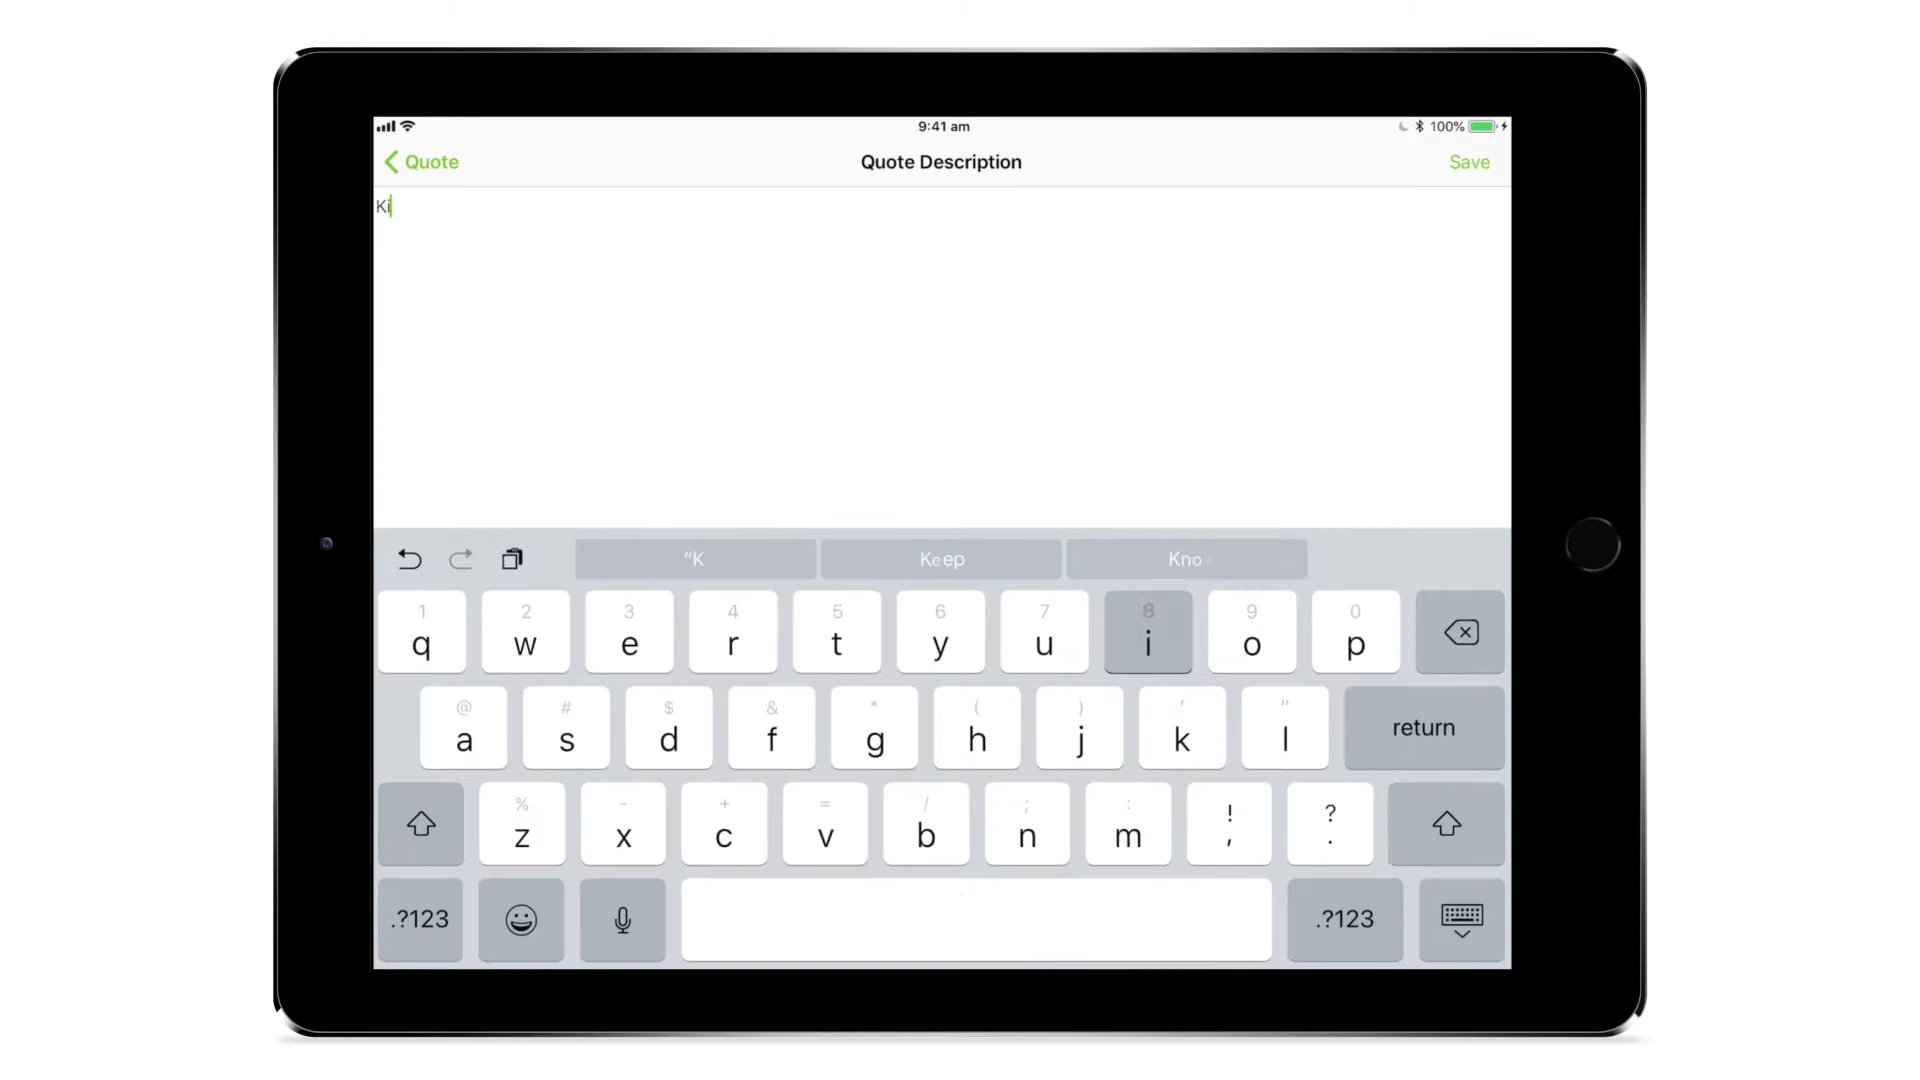 9:41 am
100%
Quote
Quote Description
Save
Ki
"K
Keep
Kno
1 2 3 4 5 6 7 8 9 0
q w e r t y u i o p
@ # $ & * ( ) ' "
a s d f g h j k l return
% - + = / ; : ! ?
z x c v b n m , .
.?123 .?123